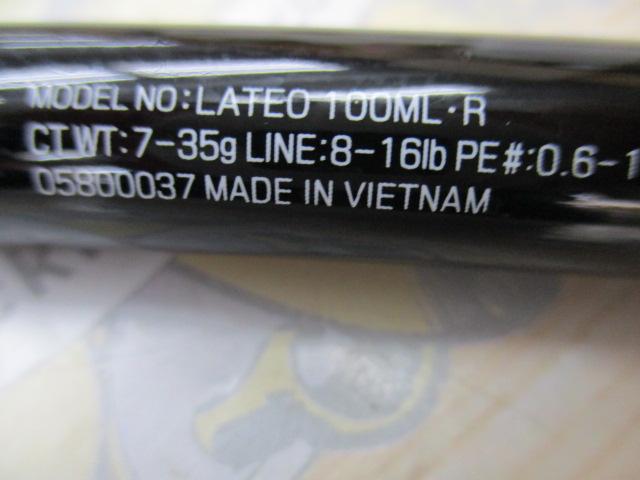 MODEL NO:LATEO 100ML·R
CT.WT:7-35g LINE:8-16lb PE#:0.6-1
05800037 MADE IN VIETNAM